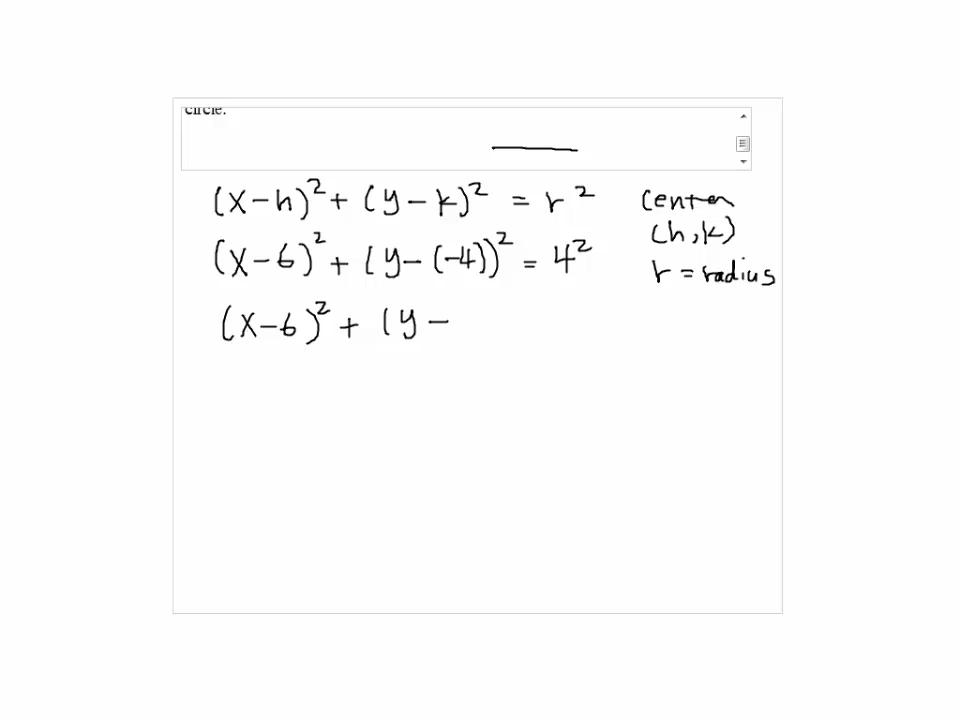 circle.
(x-h)² + (y-k)² = r² center
(h,k)
(x-6)² + (y-(-4))² = 4²
r = radius
(x-6)² + (y-